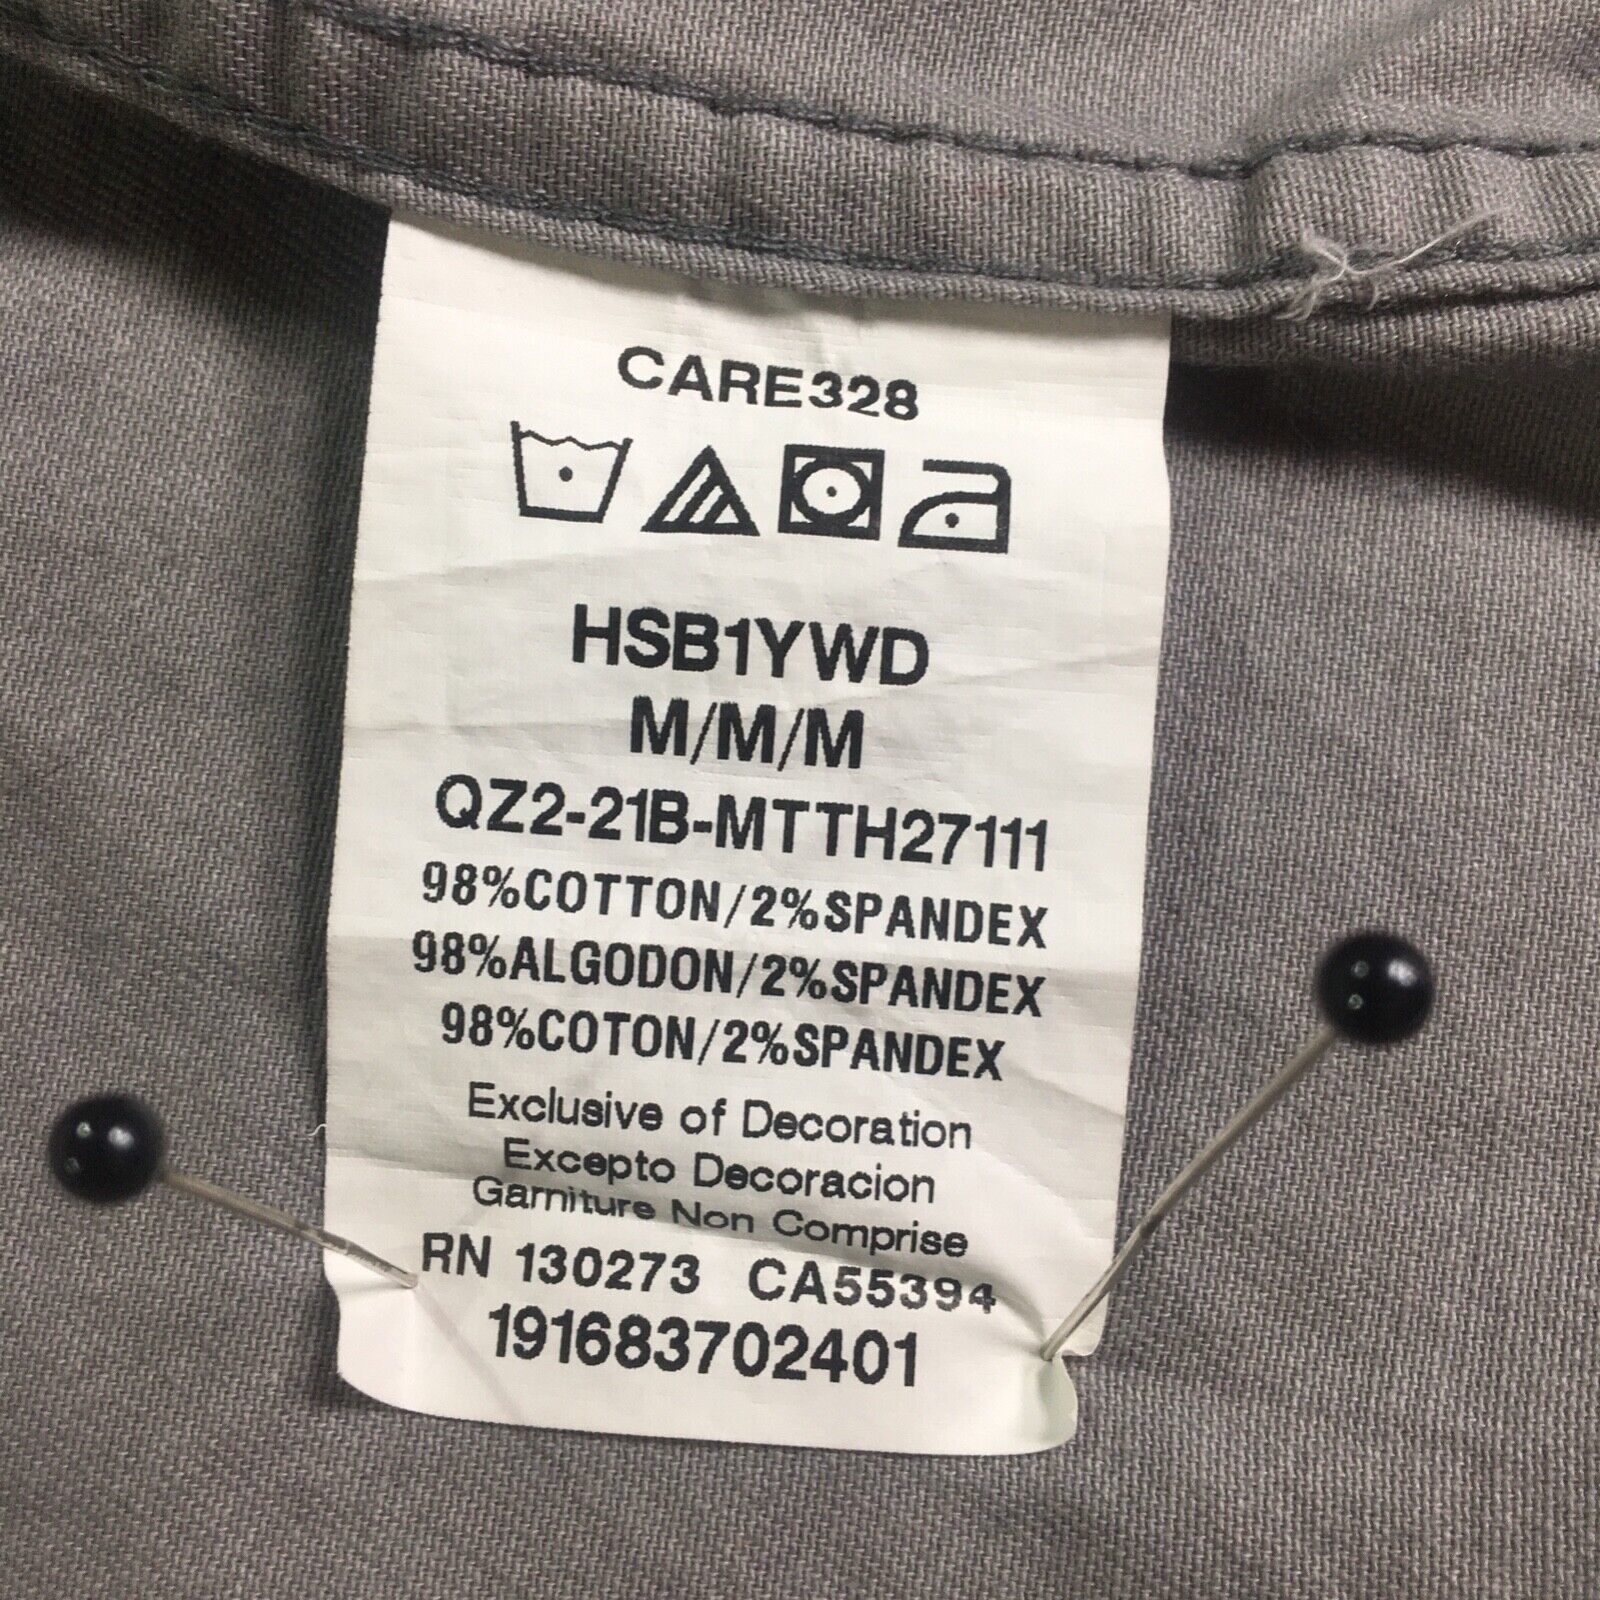 CARE328
HSB1YWD
M/M/M
QZ2-21B-MTTH27111
98%COTTON/2%SPANDEX
98%ALGODON/2%SPANDEX
98%COTON/2%SPANDEX
Exclusive of Decoration
Excepto Decoracion
Garniture Non Comprise
RN 130273 CA55394
191683702401